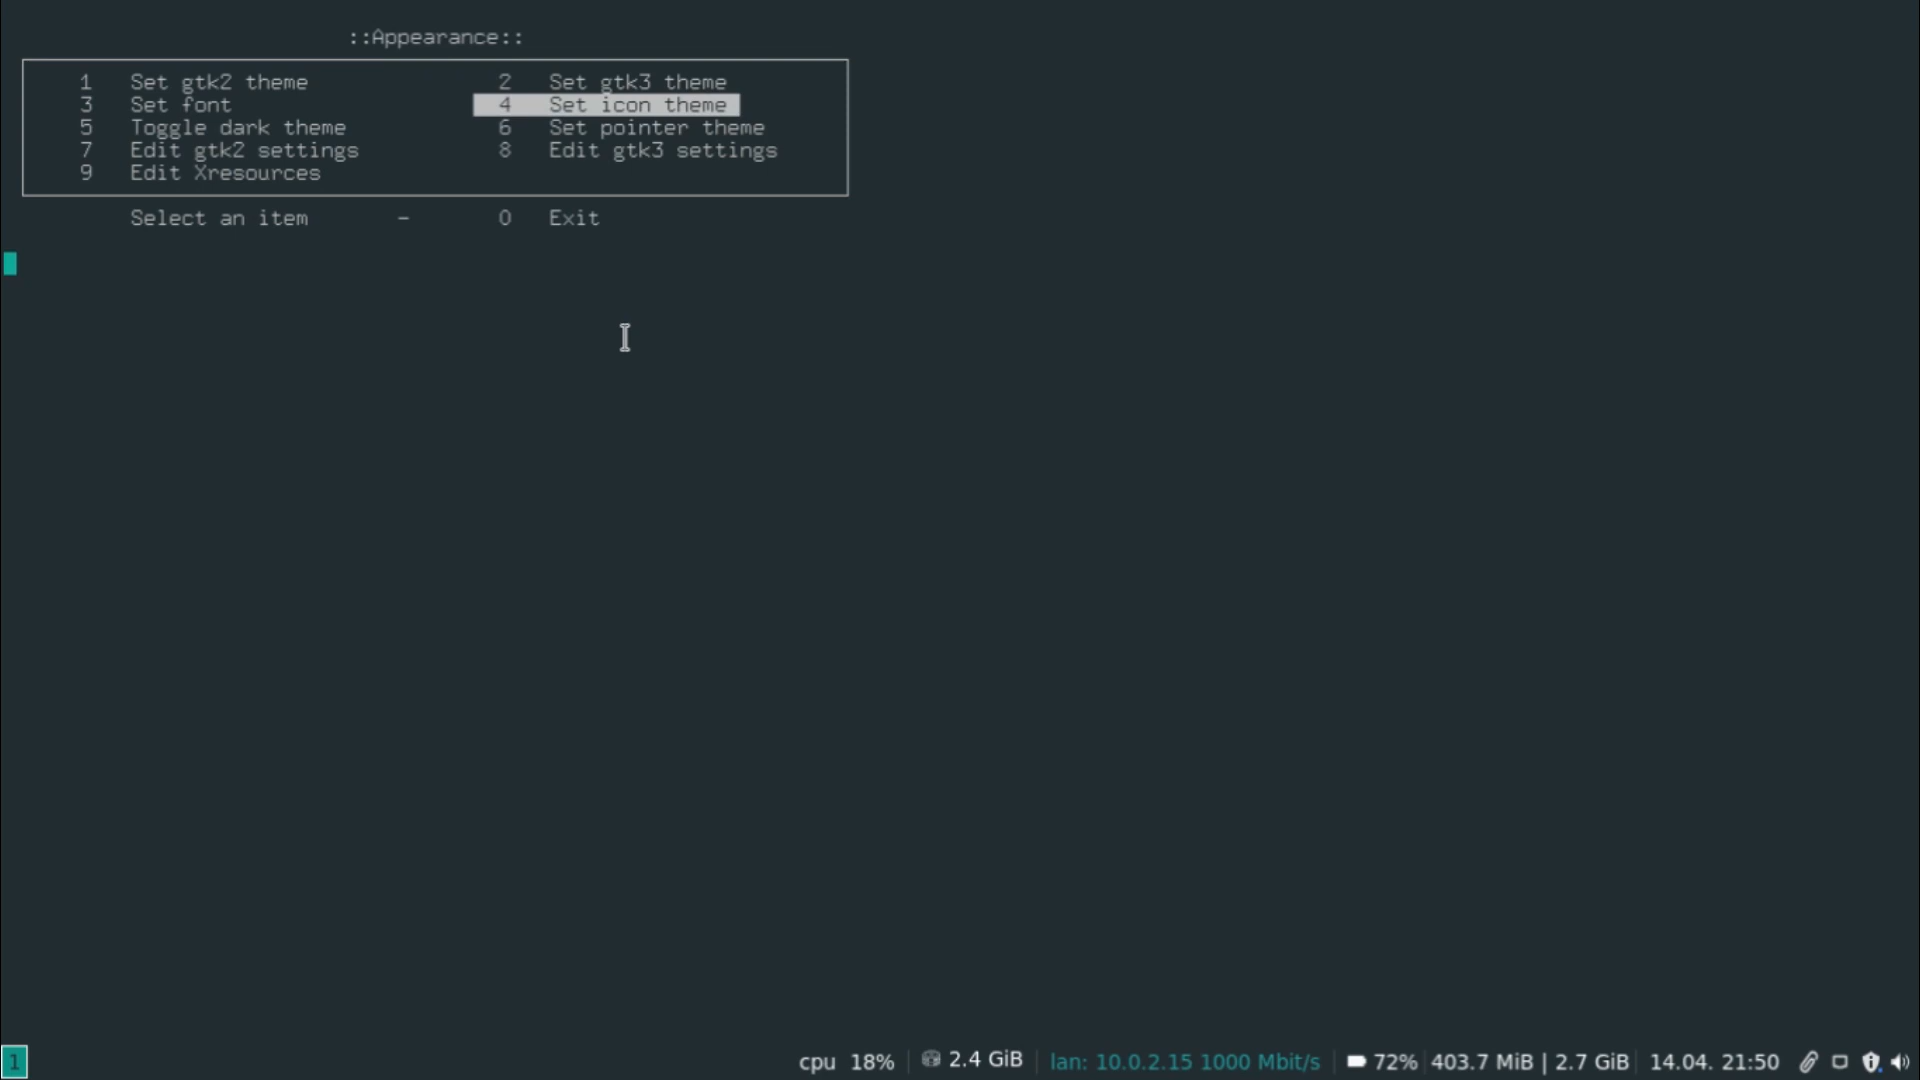 ::Appearance::
1 Set gtk2 theme 2 Set gtk3 theme
3 Set font 4 Set icon theme
5 Toggle dark theme 6 Set pointer theme
7 Edit gtk2 settings 8 Edit gtk3 settings
9 Edit Xresources
Select an item - 0 Exit
1 cpu 18% 2.4 GiB lan: 10.0.2.15 1000 Mbit/s 72% 403.7 MiB | 2.7 GiB 14.04. 21:50